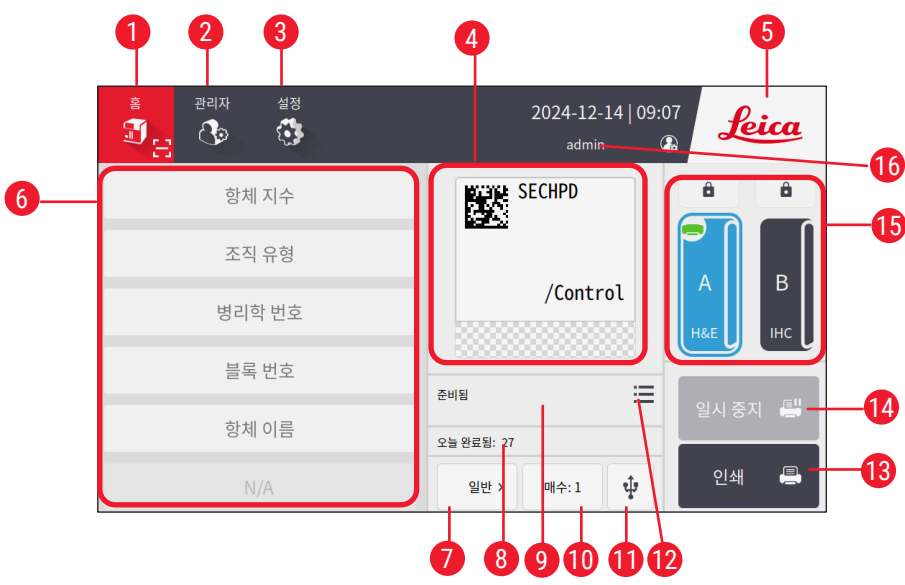 1 2 3 4 5
홈 관리자 설정
2024-12-14 | 09:07
admin
Leica
16
6
항체 지수
조직 유형
병리학 번호
블록 번호
항체 이름
N/A
SECHPD
/Control
15
A
H&E
B
IHC
준비됨
일시 중지
14
오늘 완료됨: 27
일반 >
매수: 1
인쇄
13
7 8 9 10 11 12